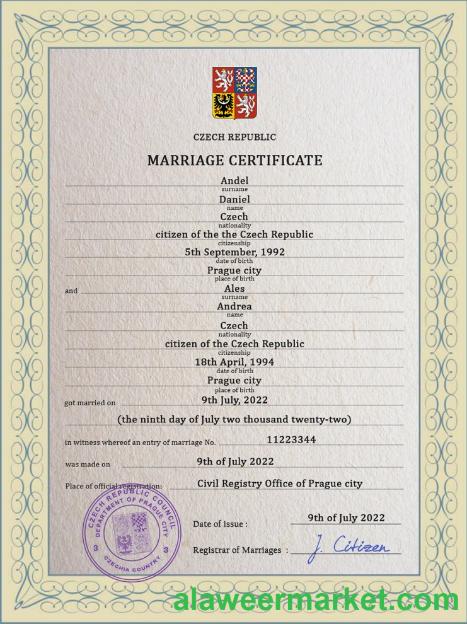 CZECH REPUBLIC
MARRIAGE CERTIFICATE
Andel
surname
Daniel
name
Czech
nationality
citizen of the the Czech Republic
citizenship
5th September, 1992
date of birth
Prague city
place of birth
and Ales
surname
Andrea
name
Czech
nationality
citizen of the Czech Republic
citizenship
18th April, 1994
date of birth
Prague city
place of birth
got married on 9th July, 2022
(the ninth day of July two thousand twenty-two)
in witness whereof an entry of marriage No. 11223344
was made on 9th of July 2022
Place of official registration: Civil Registry Office of Prague city
CZECH REPUBLIC COUNCIL
DEPARTMENT OF PRAGUE CITY
3 3
CZECHIA COUNTRY
Date of Issue : 9th of July 2022
Registrar of Marriages : J. Citizen
alaweermarket.com